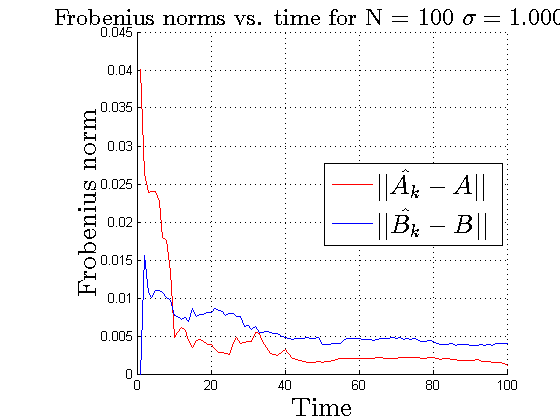 Frobenius norms vs. time for N = 100 σ = 1.000
0.045
0.04
0.035
0.03
0.025
0.02
0.015
0.01
0.005
0
Frobenius norm
||Â_k − A||
||B̂_k − B||
0 20 40 60 80 100
Time